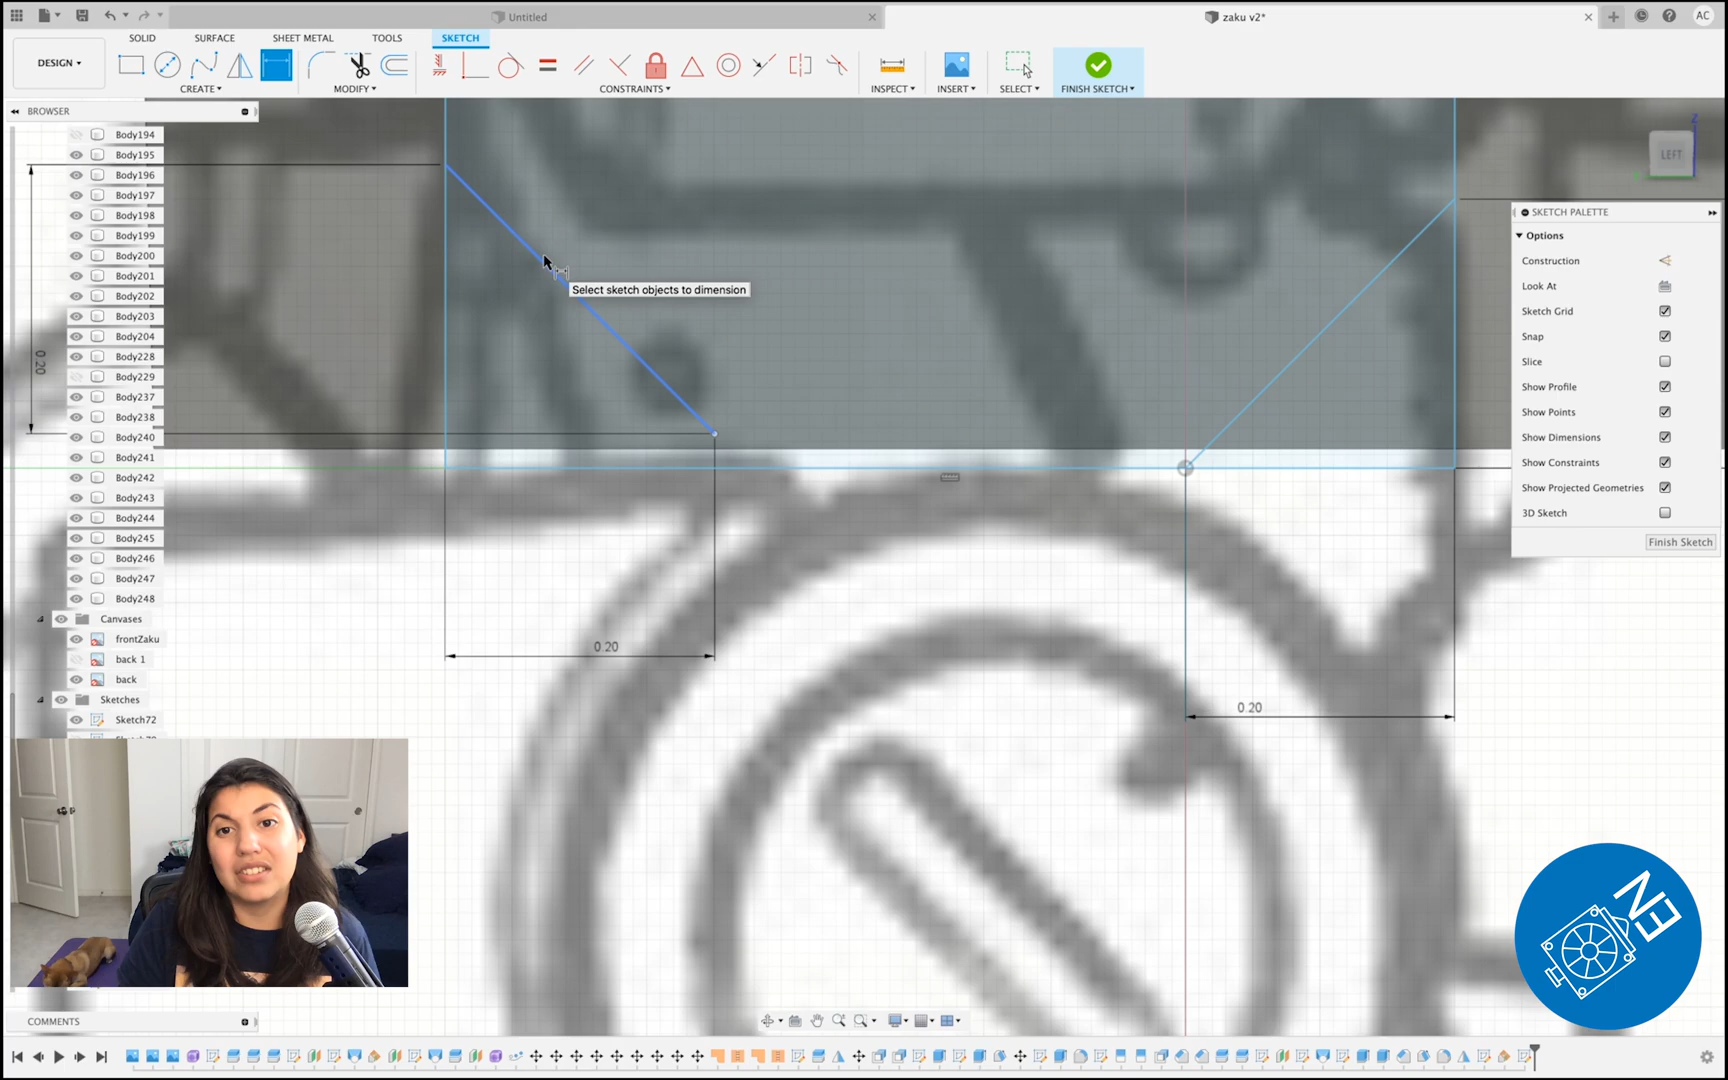 Untitled
zaku v2*
AC
DESIGN
SOLID
SURFACE
SHEET METAL
TOOLS
SKETCH
CREATE
MODIFY
CONSTRAINTS
INSPECT
INSERT
SELECT
FINISH SKETCH
BROWSER
Body194
Body195
Body196
Body197
Body198
Body199
Body200
Body201
Body202
Body203
Body204
Body228
Body229
Body237
Body238
Body240
Body241
Body242
Body243
Body244
Body245
Body246
Body247
Body248
Canvases
frontZaku
back 1
back
Sketches
Sketch72
0.20
Select sketch objects to dimension
0.20
0.20
Z
LEFT
SKETCH PALETTE
Options
Construction
Look At
Sketch Grid
Snap
Slice
Show Profile
Show Points
Show Dimensions
Show Constraints
Show Projected Geometries
3D Sketch
Finish Sketch
COMMENTS